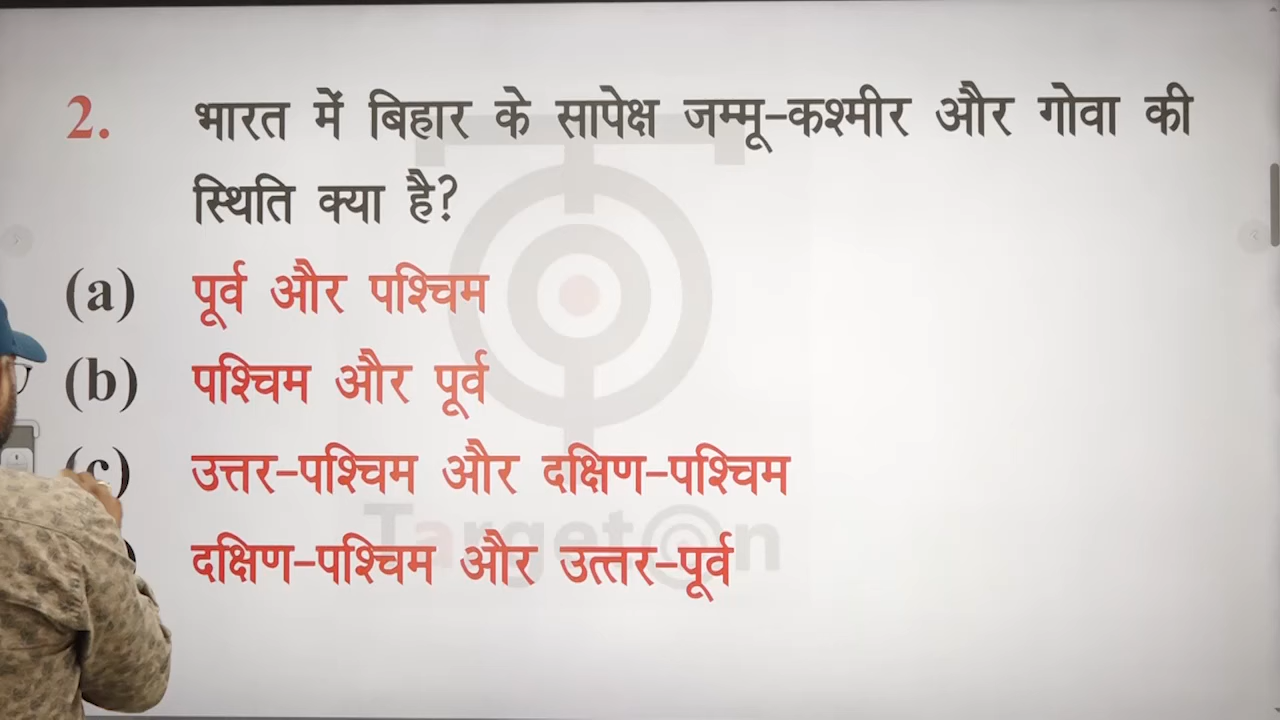 2. भारत में बिहार के सापेक्ष जम्मू-कश्मीर और गोवा की
स्थिति क्या है?
(a) पूर्व और पश्चिम
(b) पश्चिम और पूर्व
(c) उत्तर-पश्चिम और दक्षिण-पश्चिम
दक्षिण-पश्चिम और उत्तर-पूर्व
TargetOn